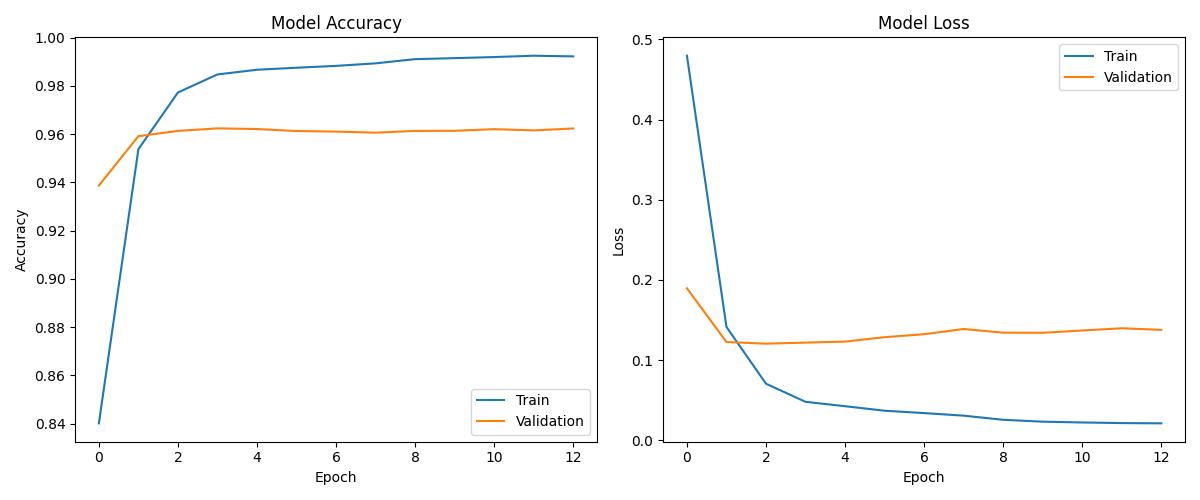 Model Accuracy
1.00
0.98
0.96
0.94
0.92
0.90
0.88
0.86
0.84
Accuracy
0 2 4 6 8 10 12
Epoch
Train
Validation
Model Loss
0.5
0.4
0.3
0.2
0.1
0.0
Loss
0 2 4 6 8 10 12
Epoch
Train
Validation